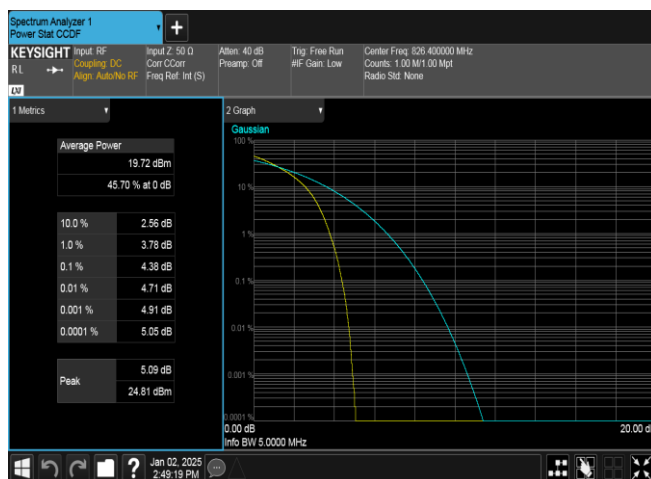 Spectrum Analyzer 1
Power Stat CCDF
+
KEYSIGHT
RL
LXI
Input: RF
Coupling: DC
Align: Auto/No RF
Input Z: 50 Ω
Corr CCorr
Freq Ref: Int (S)
Atten: 40 dB
Preamp: Off
Trig: Free Run
#IF Gain: Low
Center Freq: 826.400000 MHz
Counts: 1.00 M/1.00 Mpt
Radio Std: None
1 Metrics
Average Power
19.72 dBm
45.70 % at 0 dB
10.0 % 2.56 dB
1.0 % 3.78 dB
0.1 % 4.38 dB
0.01 % 4.71 dB
0.001 % 4.91 dB
0.0001 % 5.05 dB
Peak
5.09 dB
24.81 dBm
2 Graph
Gaussian
100 %
10 %
1 %
0.1 %
0.01 %
0.001 %
0.0001 %
0.00 dB
20.00 d
Info BW 5.0000 MHz
?
Jan 02, 2025
2:49:19 PM